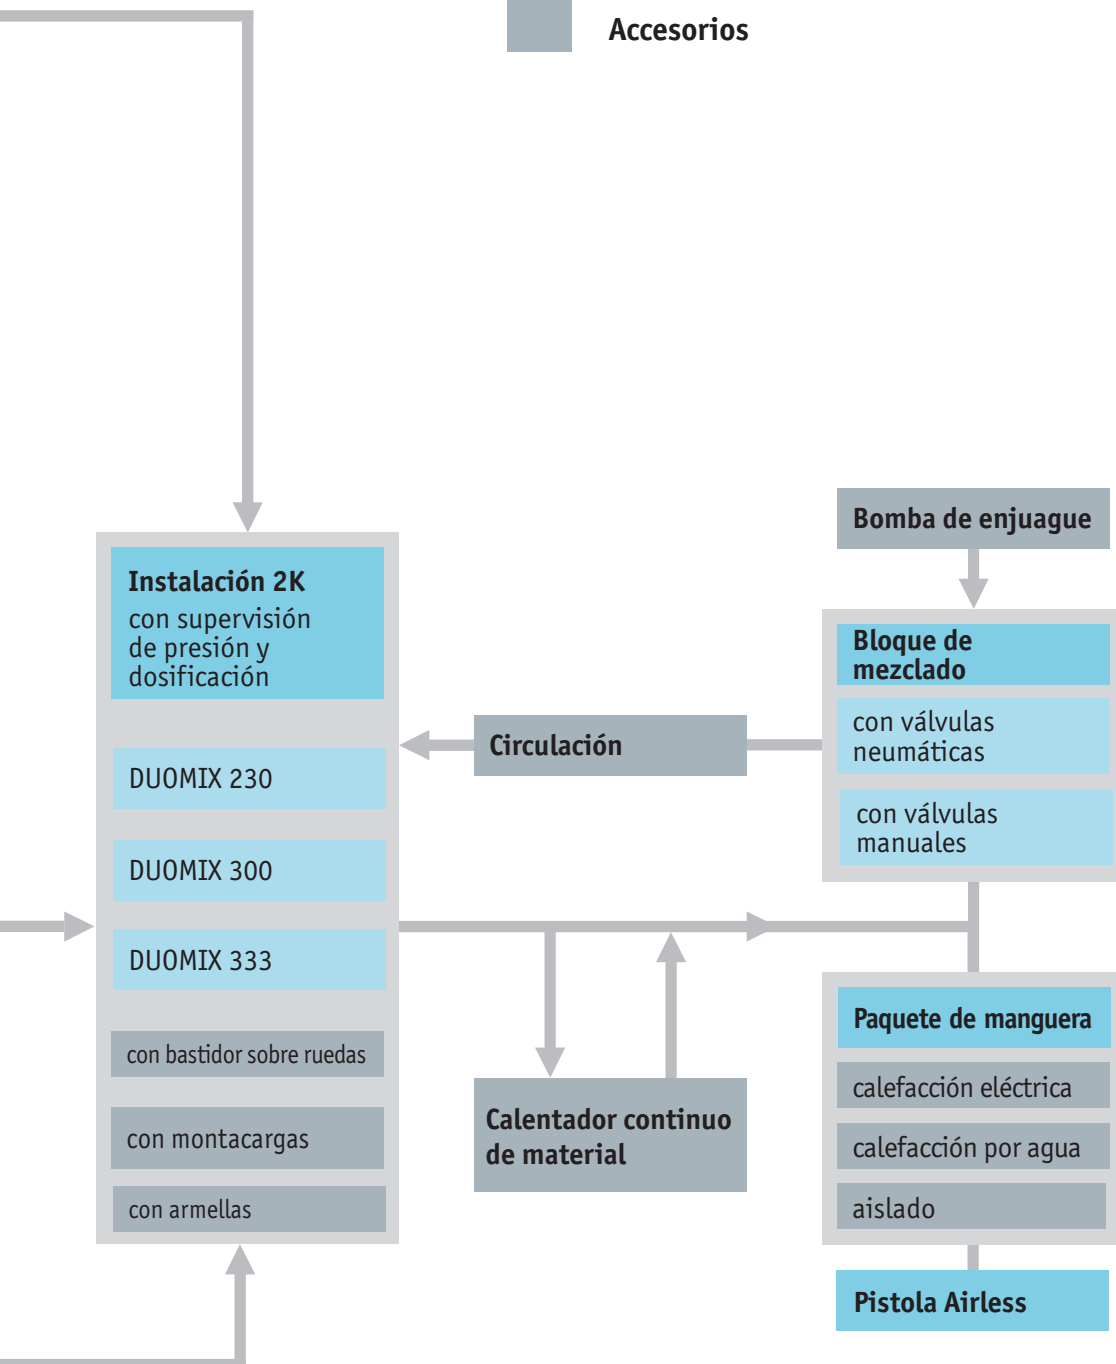 Accesorios
Instalación 2K
con supervisión
de presión y
dosificación
DUOMIX 230
DUOMIX 300
DUOMIX 333
con bastidor sobre ruedas
con montacargas
con armellas
Circulación
Calentador continuo
de material
Bomba de enjuague
Bloque de
mezclado
con válvulas
neumáticas
con válvulas
manuales
Paquete de manguera
calefacción eléctrica
calefacción por agua
aislado
Pistola Airless